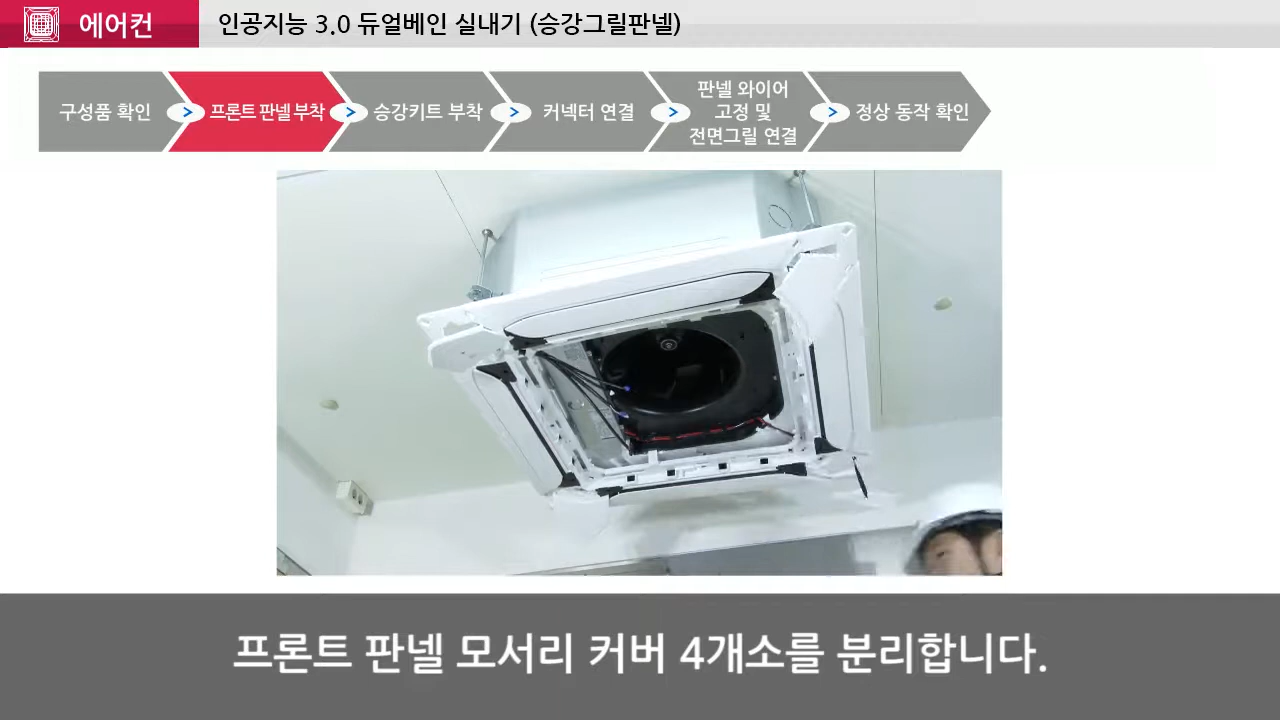 에어컨
인공지능 3.0 듀얼베인 실내기 (승강그릴판넬)
구성품 확인
프론트 판넬 부착
승강키트 부착
커넥터 연결
판넬 와이어
고정 및
전면그릴 연결
정상 동작 확인
프론트 판넬 모서리 커버 4개소를 분리합니다.